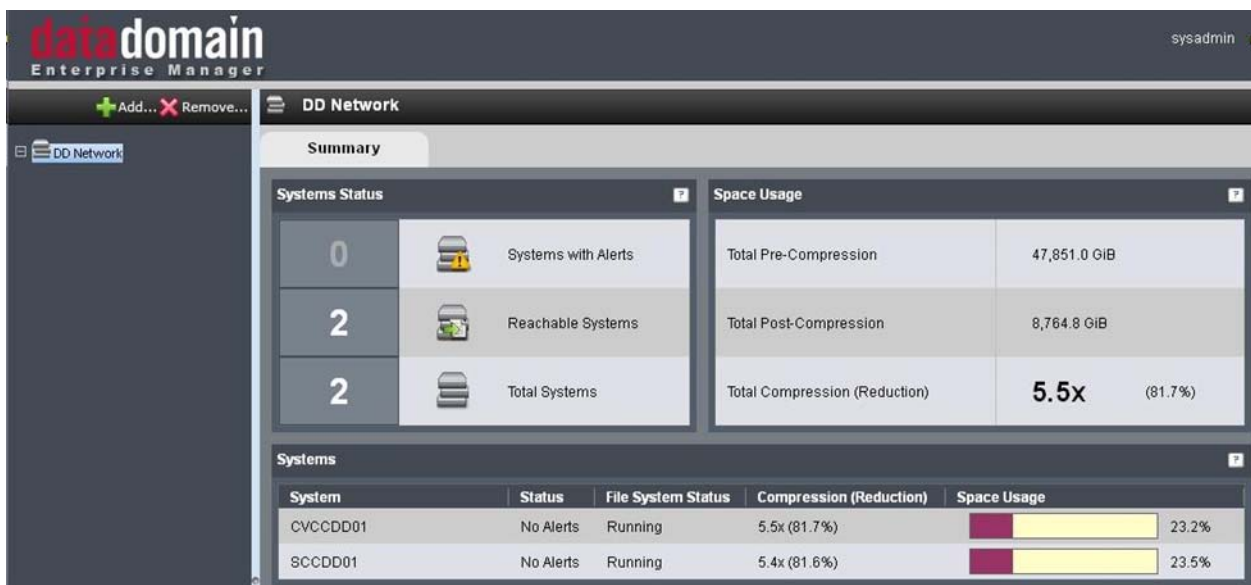 datadomain
Enterprise Manager
sysadmin
Add... Remove...
DD Network
DD Network
Summary
Systems Status ?
0 Systems with Alerts
2 Reachable Systems
2 Total Systems
Space Usage ?
Total Pre-Compression 47,851.0 GiB
Total Post-Compression 8,764.8 GiB
Total Compression (Reduction) 5.5x (81.7%)
Systems ?
System Status File System Status Compression (Reduction) Space Usage
CVCCDD01 No Alerts Running 5.5x (81.7%) 23.2%
SCCDD01 No Alerts Running 5.4x (81.6%) 23.5%